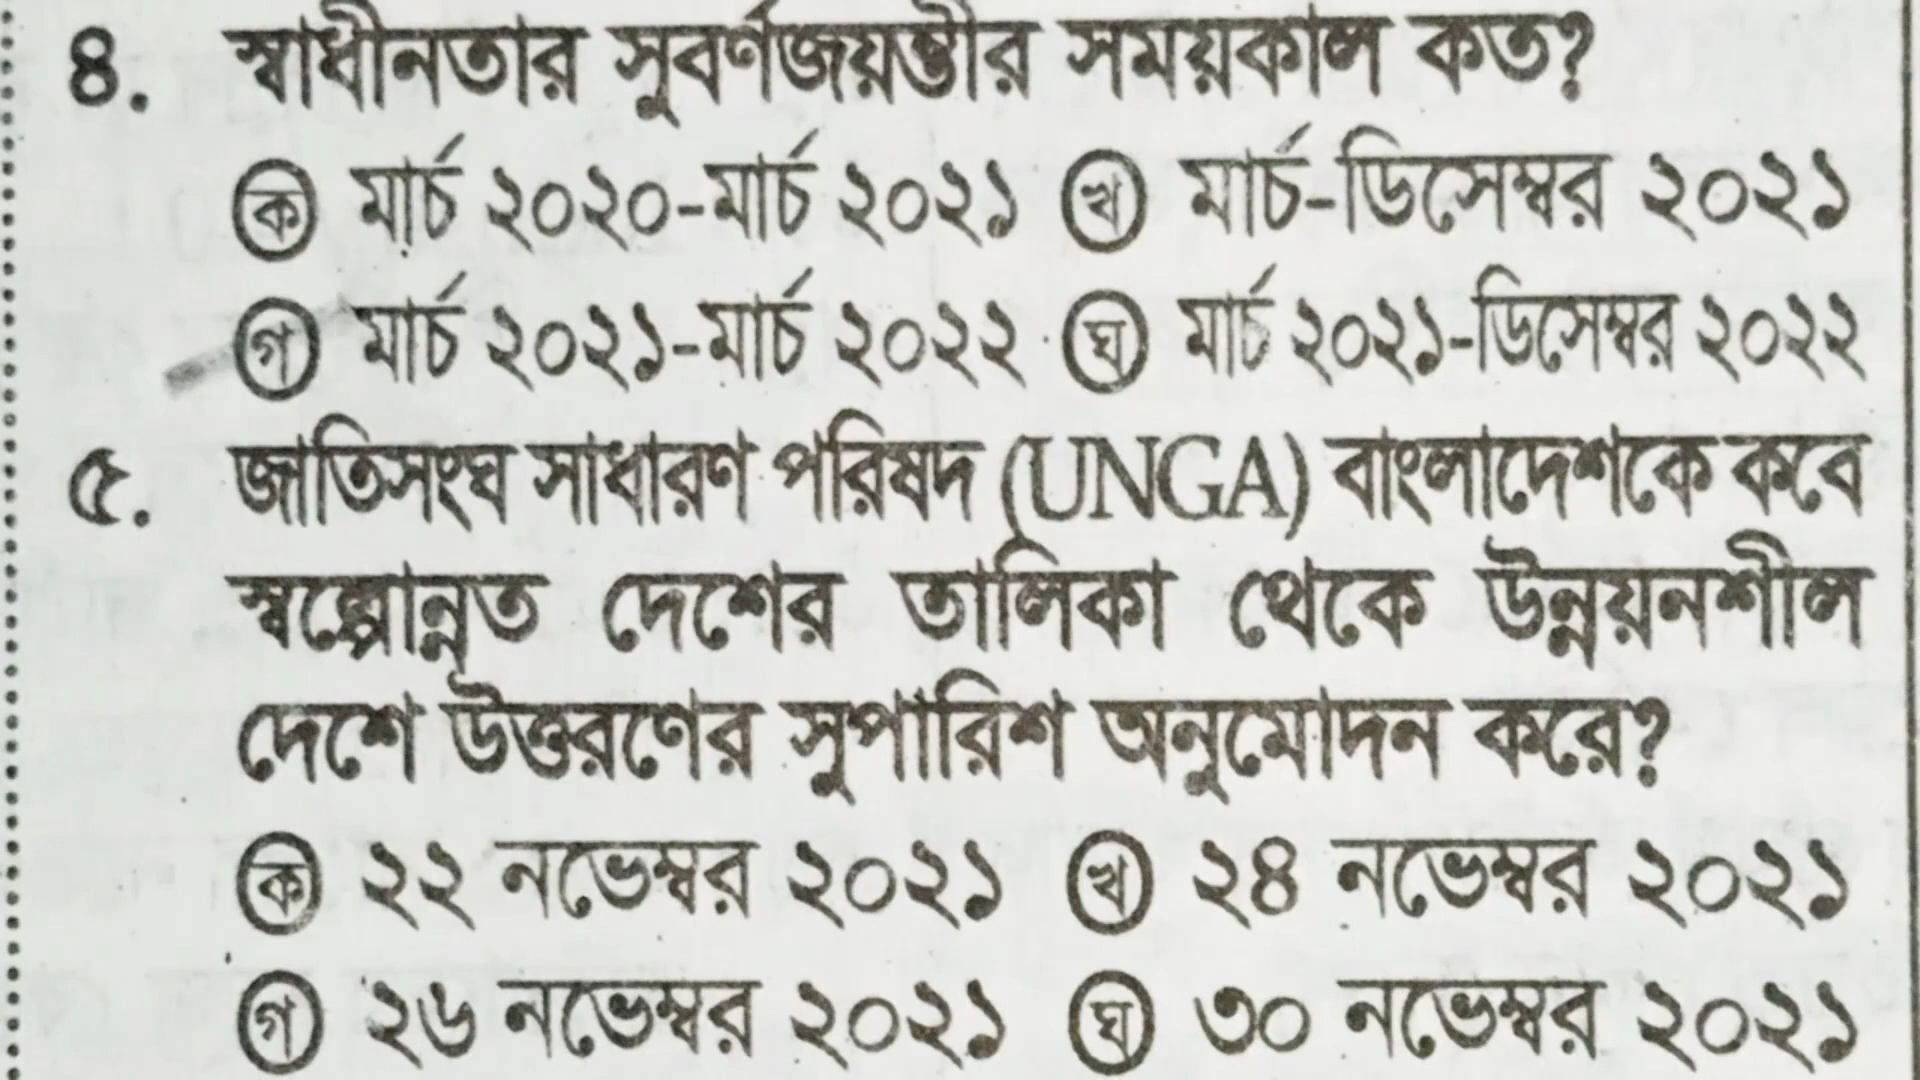 ৪. স্বাধীনতার সুবর্ণজয়ন্তীর সময়কাল কত?
ক মার্চ ২০২০-মার্চ ২০২১ খ মার্চ-ডিসেম্বর ২০২১
গ মার্চ ২০২১-মার্চ ২০২২ ঘ মার্চ ২০২১-ডিসেম্বর ২০২২
৫. জাতিসংঘ সাধারণ পরিষদ (UNGA) বাংলাদেশকে কবে
স্বল্পোন্নত দেশের তালিকা থেকে উন্নয়নশীল
দেশে উত্তরণের সুপারিশ অনুমোদন করে?
ক ২২ নভেম্বর ২০২১ খ ২৪ নভেম্বর ২০২১
গ ২৬ নভেম্বর ২০২১ ঘ ৩০ নভেম্বর ২০২১